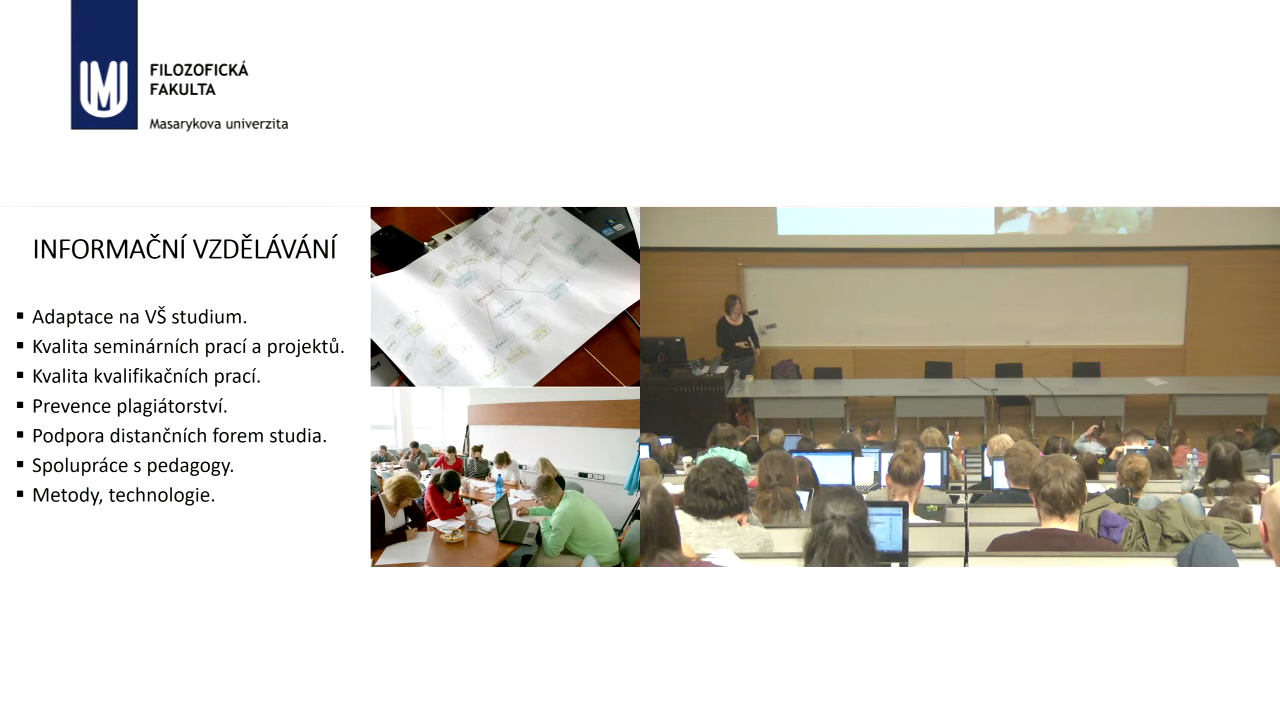 FILOZOFICKÁ
FAKULTA
Masarykova univerzita
INFORMAČNÍ VZDĚLÁVÁNÍ
▪ Adaptace na VŠ studium.
▪ Kvalita seminárních prací a projektů.
▪ Kvalita kvalifikačních prací.
▪ Prevence plagiátorství.
▪ Podpora distančních forem studia.
▪ Spolupráce s pedagogy.
▪ Metody, technologie.